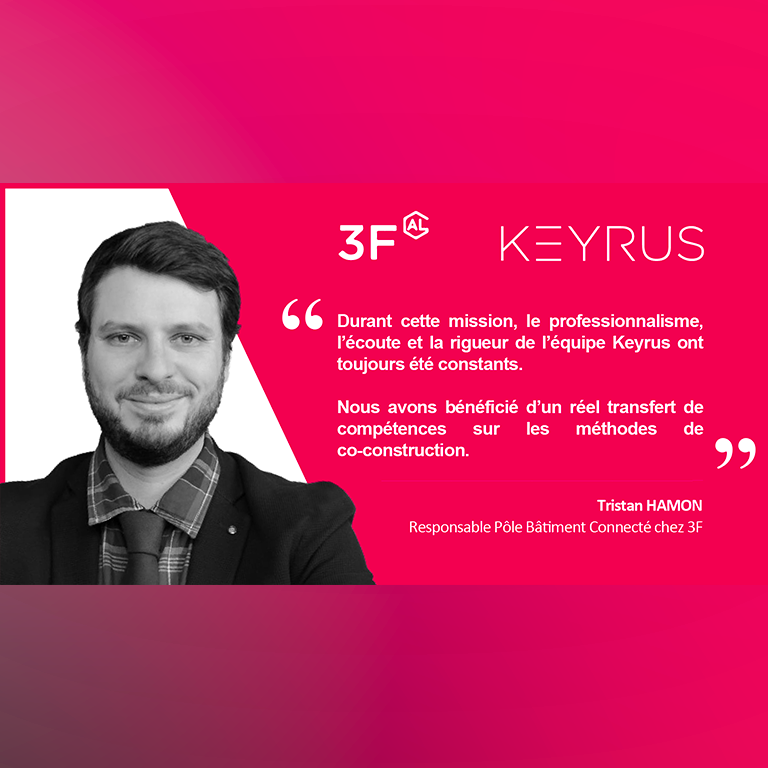 3F AL
KEYRUS
“ Durant cette mission, le professionnalisme,
l’écoute et la rigueur de l’équipe Keyrus ont
toujours été constants.
Nous avons bénéficié d’un réel transfert de
compétences sur les méthodes de
co-construction. ”
Tristan HAMON
Responsable Pôle Bâtiment Connecté chez 3F